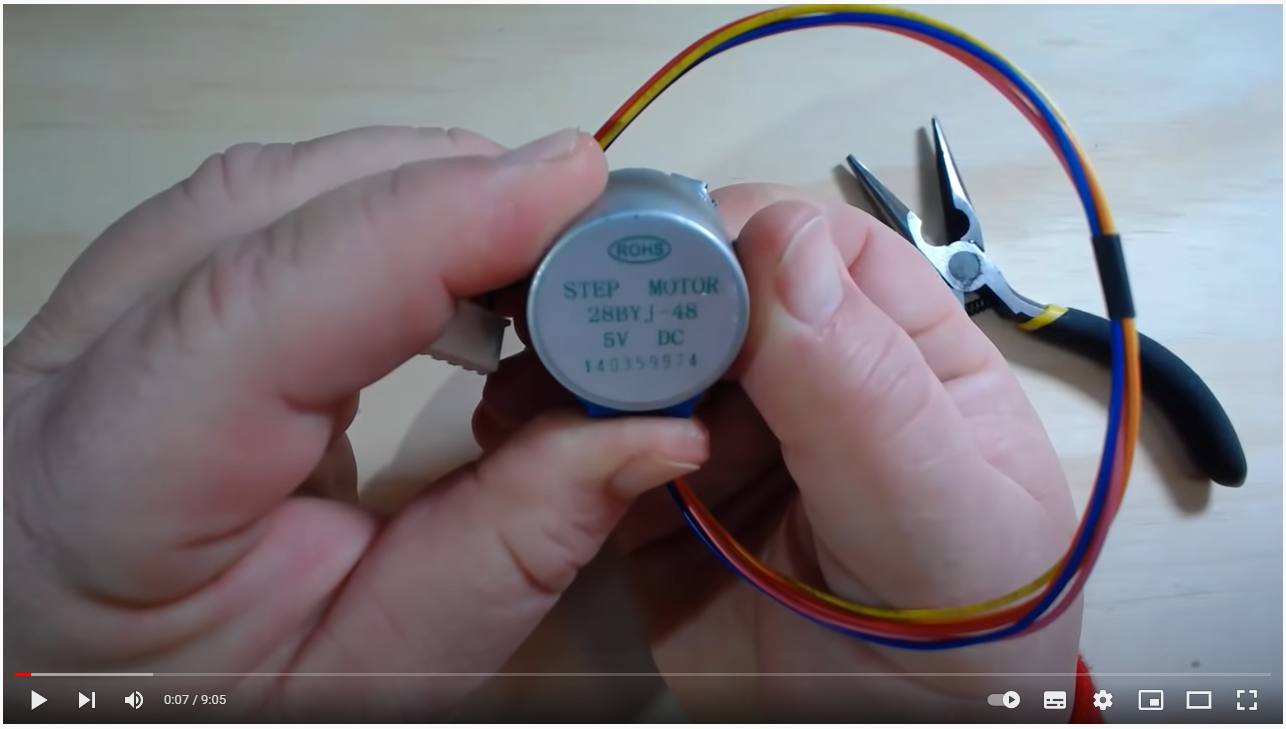 ROHS
STEP MOTOR
28BYJ-48
5V DC
140359974
0:07 / 9:05